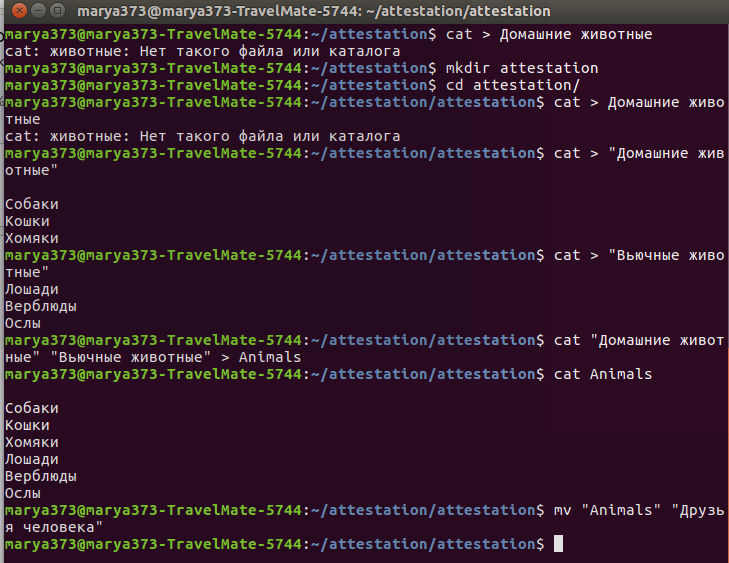 marya373@marya373-TravelMate-5744: ~/attestation/attestation
marya373@marya373-TravelMate-5744:~/attestation$ cat > Домашние животные
cat: животные: Нет такого файла или каталога
marya373@marya373-TravelMate-5744:~/attestation$ mkdir attestation
marya373@marya373-TravelMate-5744:~/attestation$ cd attestation/
marya373@marya373-TravelMate-5744:~/attestation/attestation$ cat > Домашние живо
тные
cat: животные: Нет такого файла или каталога
marya373@marya373-TravelMate-5744:~/attestation/attestation$ cat > "Домашние жив
отные"
Собаки
Кошки
Хомяки
marya373@marya373-TravelMate-5744:~/attestation/attestation$ cat > "Вьючные живо
тные"
Лошади
Верблюды
Ослы
marya373@marya373-TravelMate-5744:~/attestation/attestation$ cat "Домашние живот
ные" "Вьючные животные" > Animals
marya373@marya373-TravelMate-5744:~/attestation/attestation$ cat Animals
Собаки
Кошки
Хомяки
Лошади
Верблюды
Ослы
marya373@marya373-TravelMate-5744:~/attestation/attestation$ mv "Animals" "Друзь
я человека"
marya373@marya373-TravelMate-5744:~/attestation/attestation$